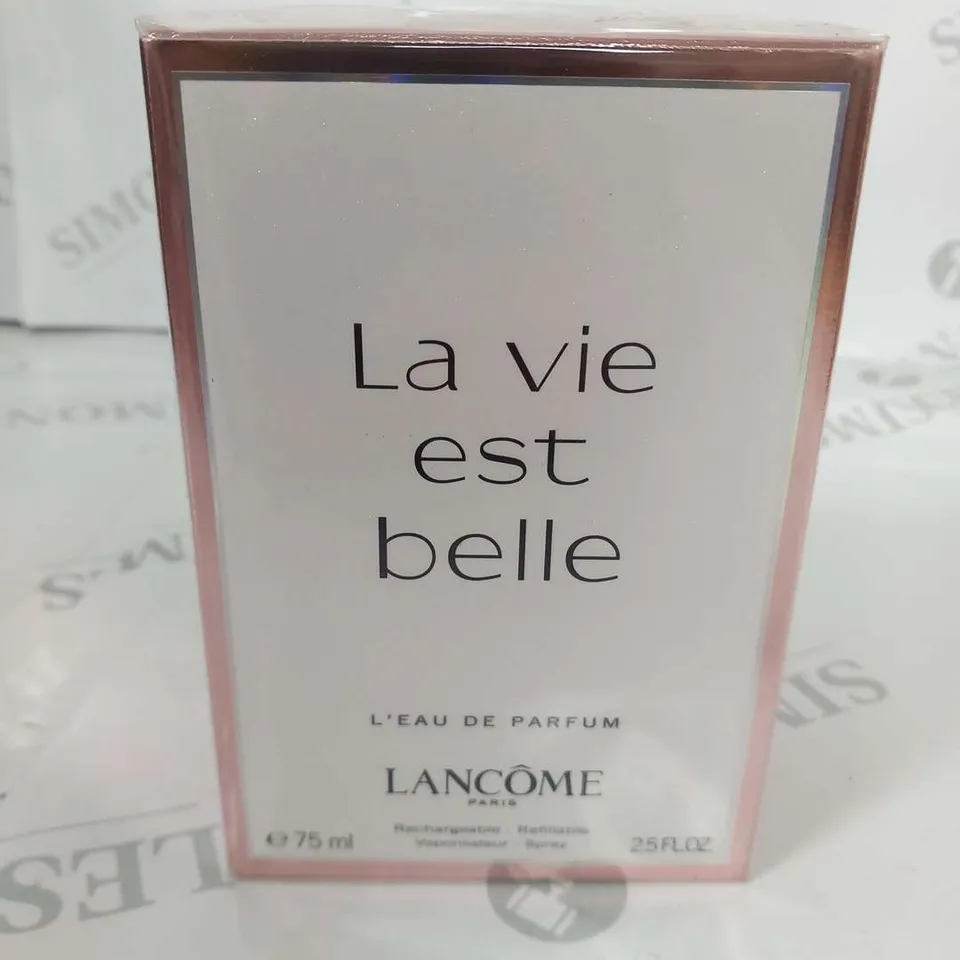 La vie
est
belle
L'EAU DE PARFUM
LANCÔME
PARIS
Rechargeable - Refillable
℮ 75 ml Vaporisateur - Spray 2.5 FL.OZ.